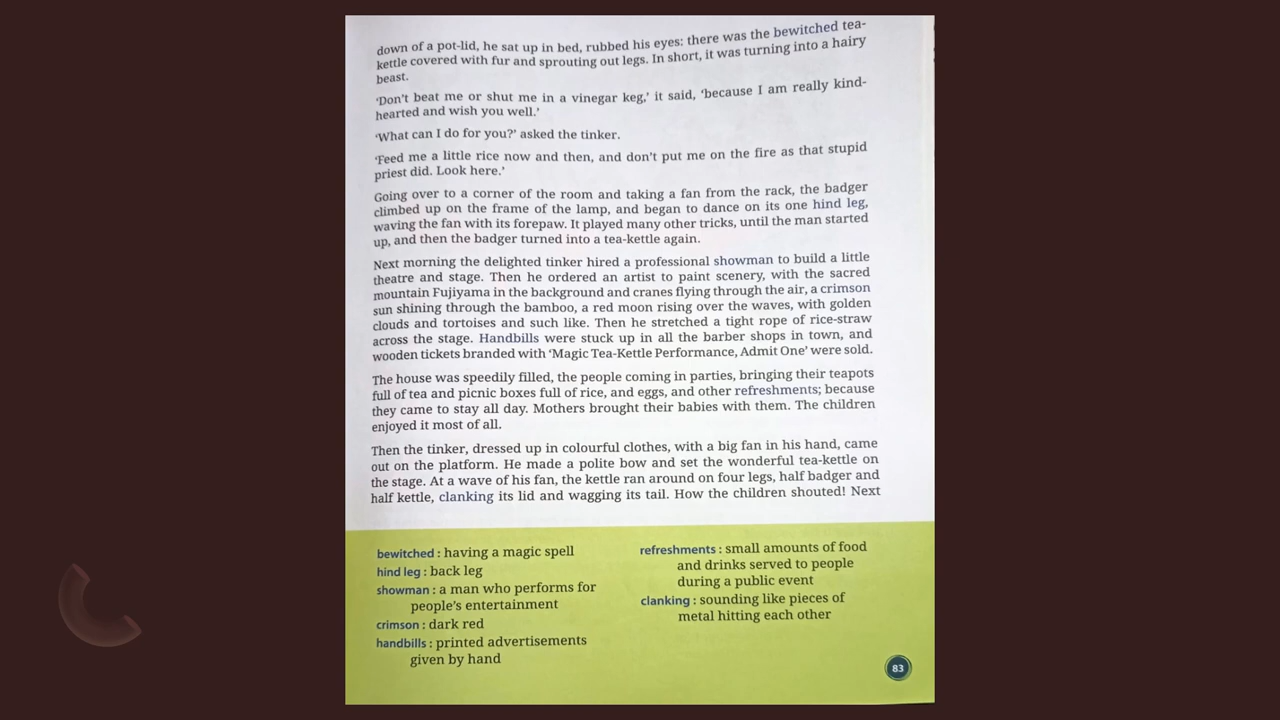 down of a pot-lid, he sat up in bed, rubbed his eyes: there was the bewitched tea-
kettle covered with fur and sprouting out legs. In short, it was turning into a hairy
beast.
‘Don’t beat me or shut me in a vinegar keg,’ it said, ‘because I am really kind-
hearted and wish you well.’
‘What can I do for you?’ asked the tinker.
‘Feed me a little rice now and then, and don’t put me on the fire as that stupid
priest did. Look here.’
Going over to a corner of the room and taking a fan from the rack, the badger
climbed up on the frame of the lamp, and began to dance on its one hind leg,
waving the fan with its forepaw. It played many other tricks, until the man started
up, and then the badger turned into a tea-kettle again.
Next morning the delighted tinker hired a professional showman to build a little
theatre and stage. Then he ordered an artist to paint scenery, with the sacred
mountain Fujiyama in the background and cranes flying through the air, a crimson
sun shining through the bamboo, a red moon rising over the waves, with golden
clouds and tortoises and such like. Then he stretched a tight rope of rice-straw
across the stage. Handbills were stuck up in all the barber shops in town, and
wooden tickets branded with ‘Magic Tea-Kettle Performance, Admit One’ were sold.
The house was speedily filled, the people coming in parties, bringing their teapots
full of tea and picnic boxes full of rice, and eggs, and other refreshments; because
they came to stay all day. Mothers brought their babies with them. The children
enjoyed it most of all.
Then the tinker, dressed up in colourful clothes, with a big fan in his hand, came
out on the platform. He made a polite bow and set the wonderful tea-kettle on
the stage. At a wave of his fan, the kettle ran around on four legs, half badger and
half kettle, clanking its lid and wagging its tail. How the children shouted! Next
bewitched : having a magic spell
hind leg : back leg
showman : a man who performs for
people’s entertainment
crimson : dark red
handbills : printed advertisements
given by hand
refreshments : small amounts of food
and drinks served to people
during a public event
clanking : sounding like pieces of
metal hitting each other
83